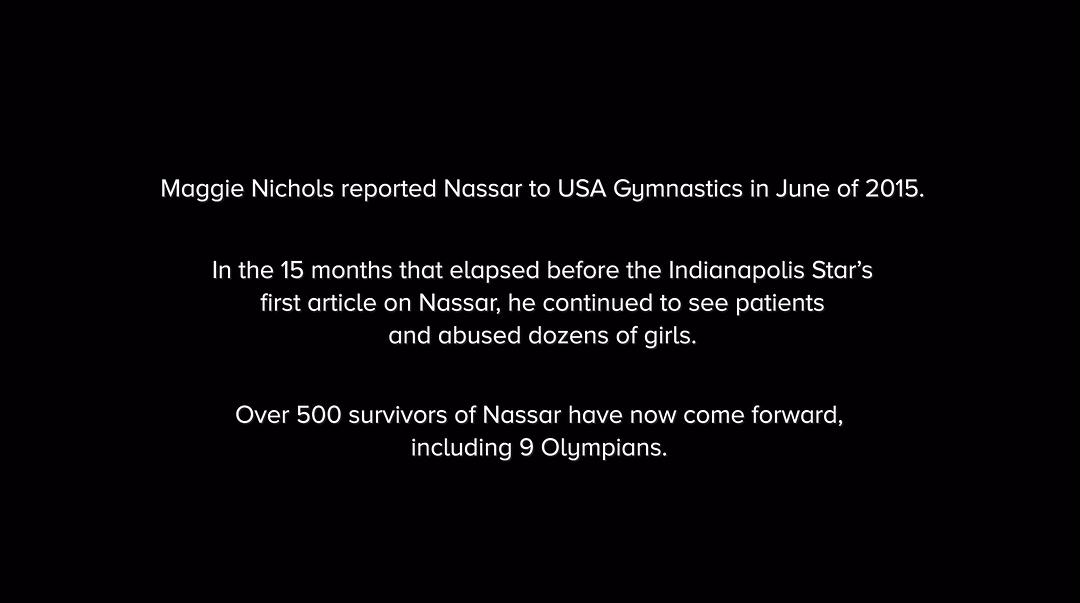 Maggie Nichols reported Nassar to USA Gymnastics in June of 2015.
In the 15 months that elapsed before the Indianapolis Star’s
first article on Nassar, he continued to see patients
and abused dozens of girls.
Over 500 survivors of Nassar have now come forward,
including 9 Olympians.